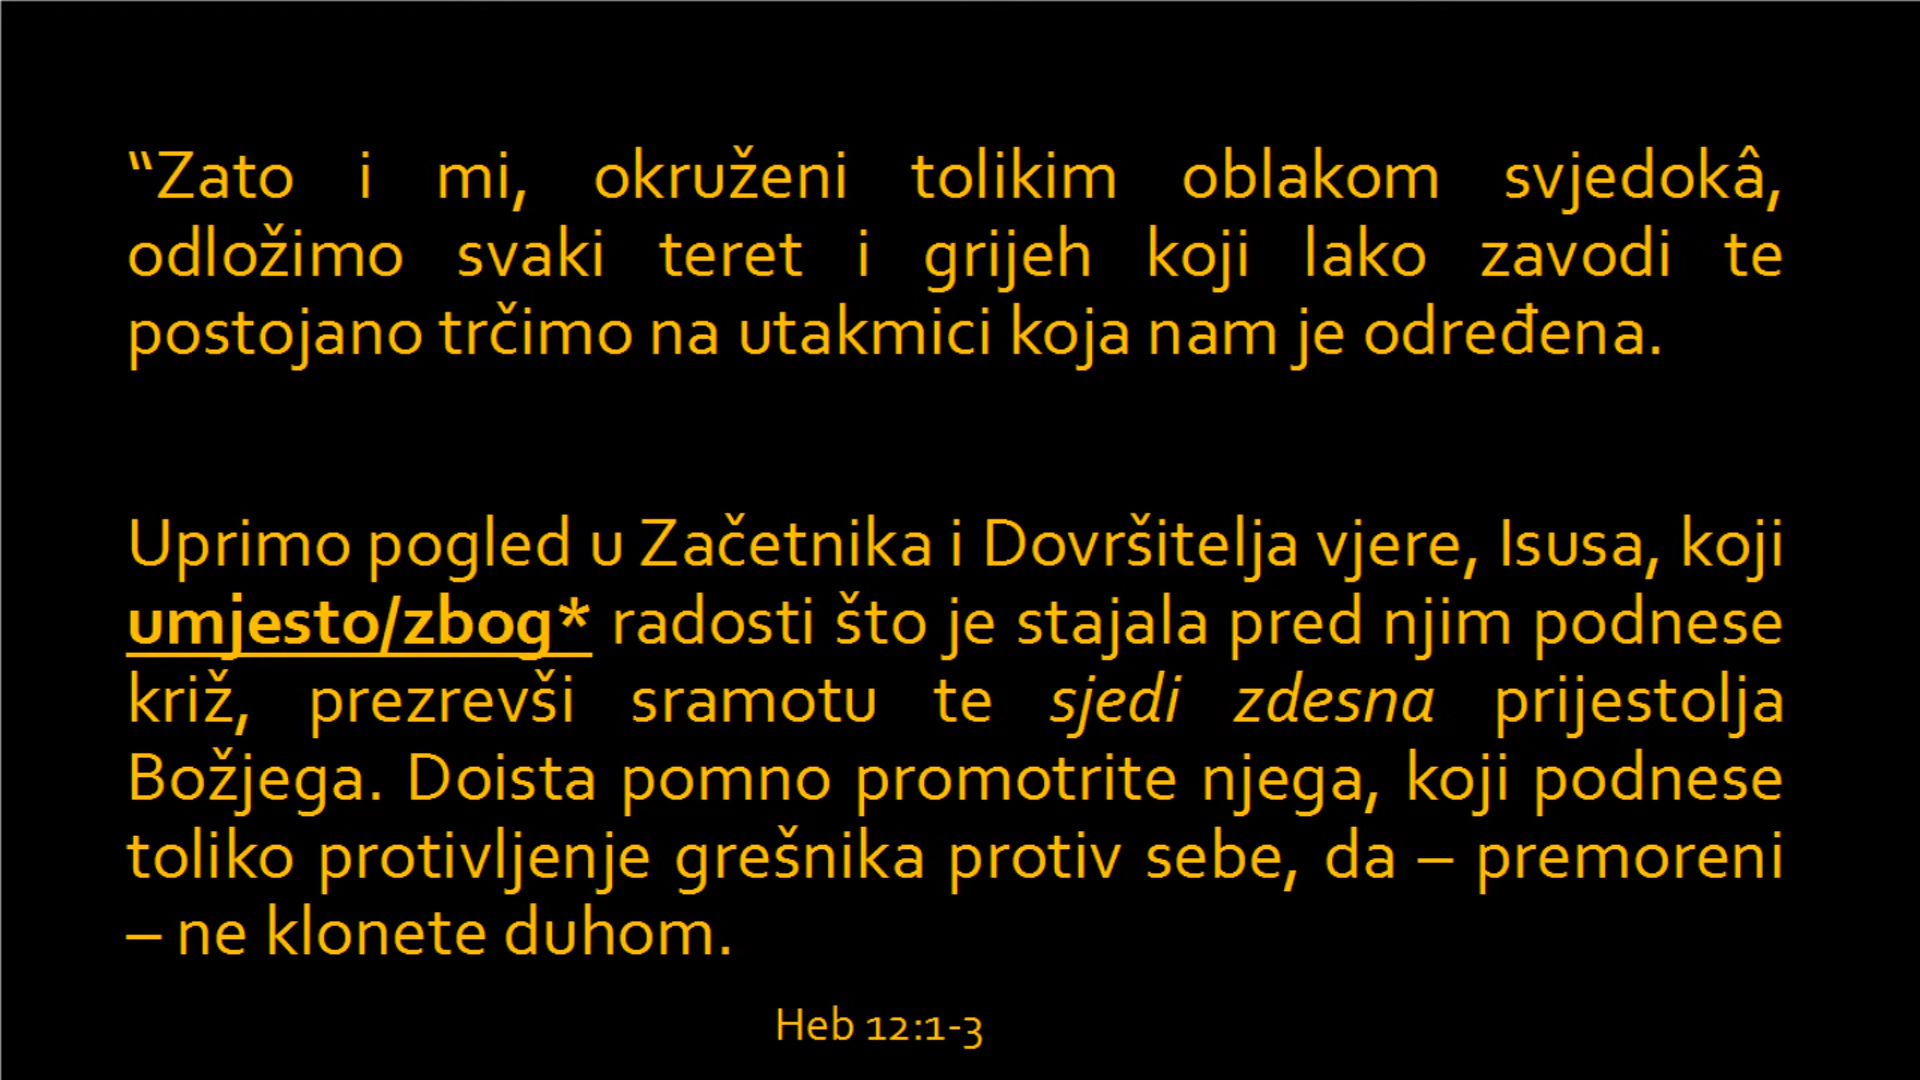 “Zato i mi, okruženi tolikim oblakom svjedokâ,
odložimo svaki teret i grijeh koji lako zavodi te
postojano trčimo na utakmici koja nam je određena.
Uprimo pogled u Začetnika i Dovršitelja vjere, Isusa, koji
umjesto/zbog* radosti što je stajala pred njim podnese
križ, prezrevši sramotu te sjedi zdesna prijestolja
Božjega. Doista pomno promotrite njega, koji podnese
toliko protivljenje grešnika protiv sebe, da – premoreni
– ne klonete duhom.
Heb 12:1-3